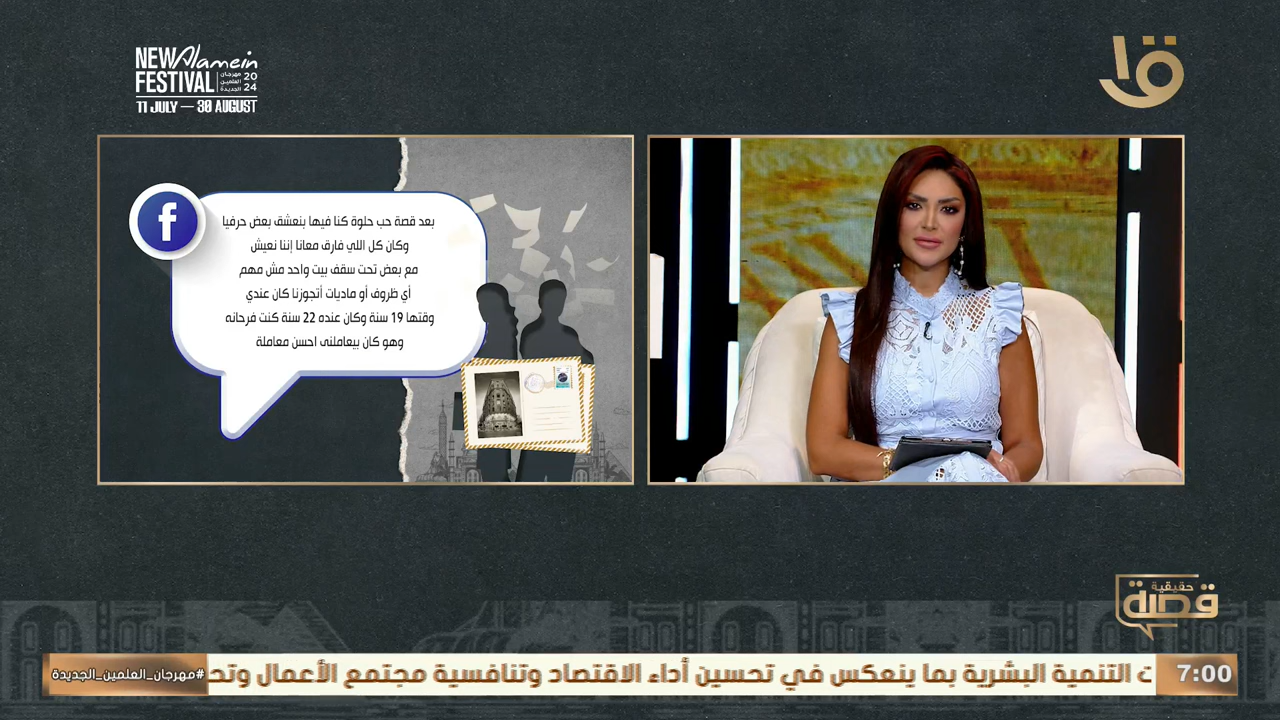 NEW Alamein
FESTIVAL
مهرجان
العلمين
الجديدة
20
24
11 JULY — 30 AUGUST
f
بعد قصة حب حلوة كنا فيها بنعشق بعض حرفيا
وكان كل اللي فارق معانا إننا نعيش
مع بعض تحت سقف بيت واحد مش مهم
أي ظروف أو ماديات أتجوزنا كان عندي
وقتها 19 سنة وكان عنده 22 سنة كنت فرحانه
وهو كان بيعاملنى احسن معاملة
قصة
حقيقية
7:00
ت التنمية البشرية بما ينعكس في تحسين أداء الاقتصاد وتنافسية مجتمع الأعمال وتح
#مهرجان_العلمين_الجديدة